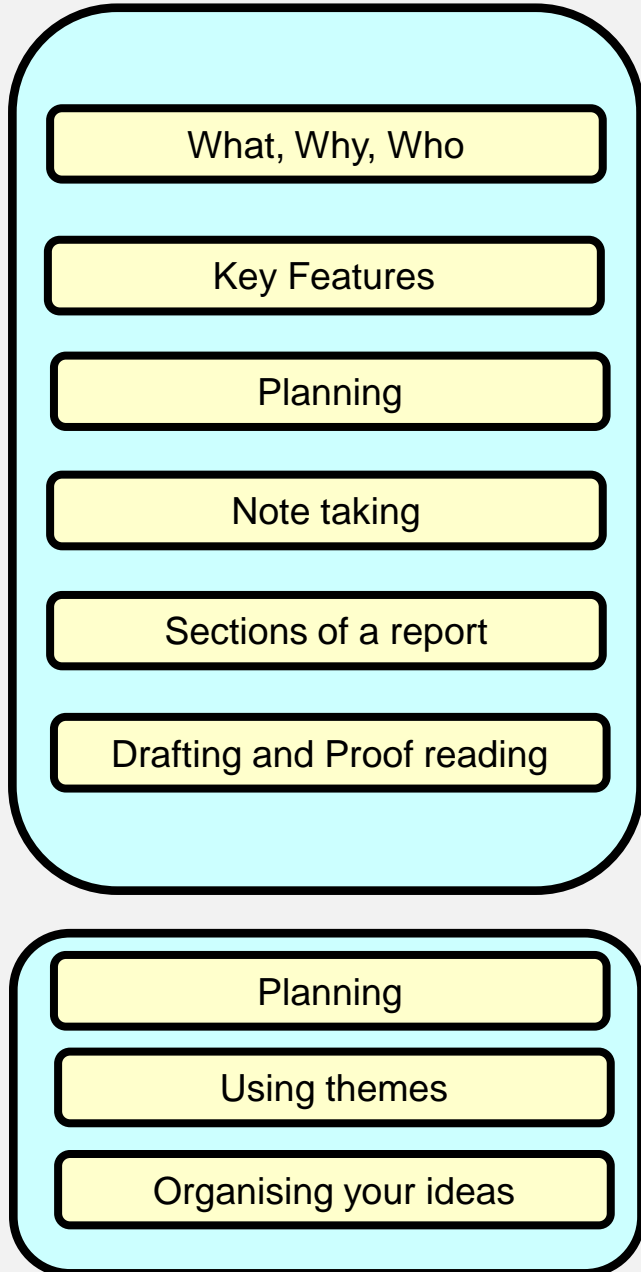 What, Why, Who
Key Features
Planning
Note taking
Sections of a report
Drafting and Proof reading
Planning
Using themes
Organising your ideas